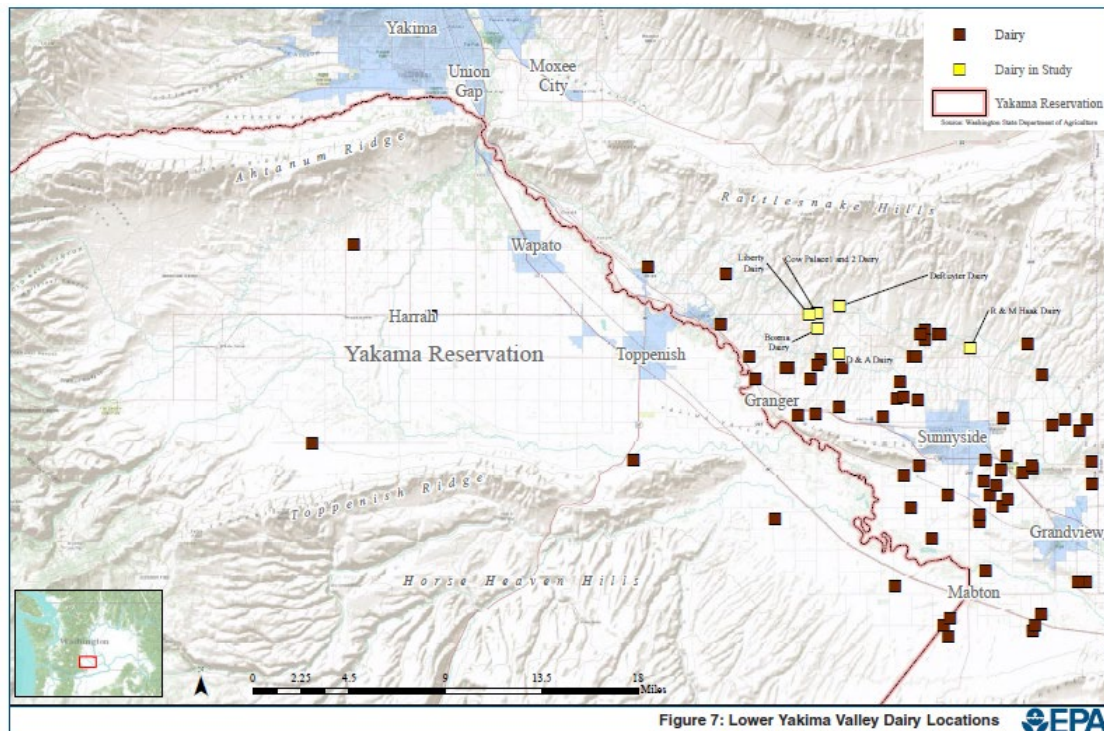 Yakima
Union
Gap
Moxee
City
Dairy
Dairy in Study
Yakama Reservation
Source: Washington State Department of Agriculture
Ahtanum Ridge
Rattlesnake Hills
Wapato
Liberty
Dairy
Cow Palace 1 and 2 Dairy
DeRuyter Dairy
Harrah
R & M Haak Dairy
Bosma
Dairy
Yakama Reservation
Toppenish
D & A Dairy
Granger
Sunnyside
Toppenish Ridge
Grandview
Horse Heaven Hills
Mabton
Washington
0 2.25 4.5 9 13.5 18
Miles
Figure 7: Lower Yakima Valley Dairy Locations
EPA